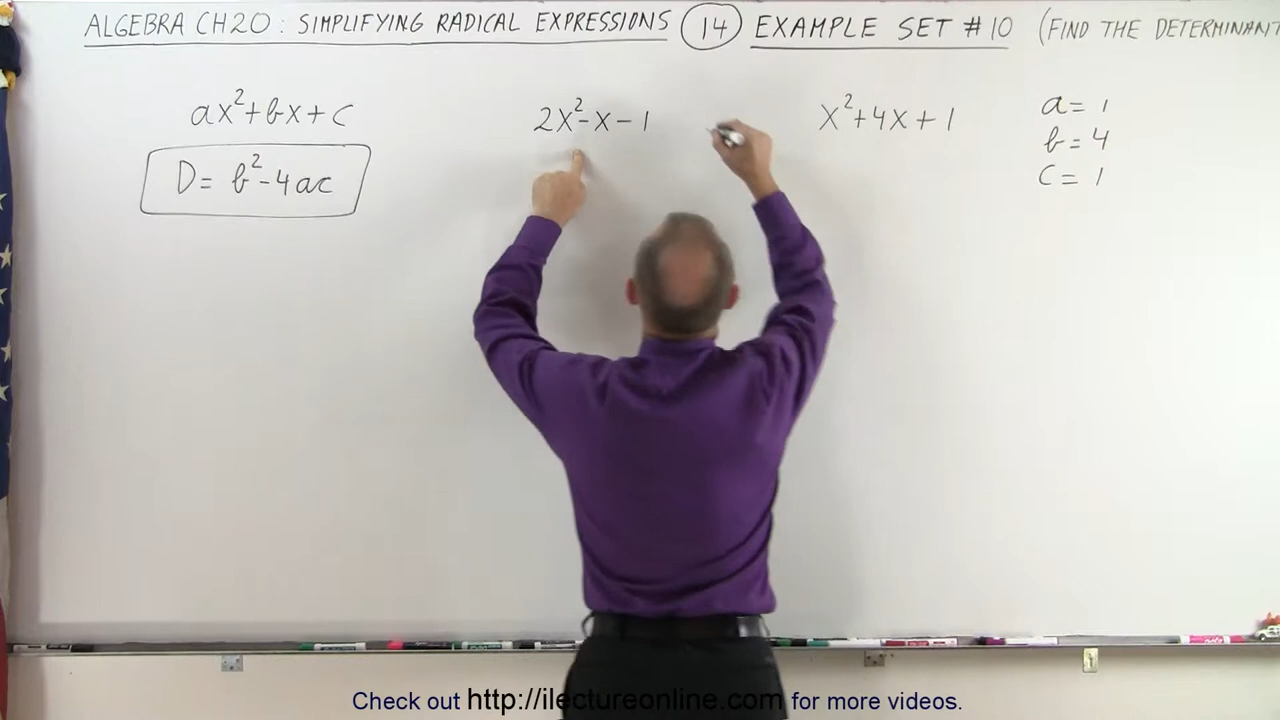 ALGEBRA CH20: SIMPLIFYING RADICAL EXPRESSIONS 14 EXAMPLE SET #10 (FIND THE DETERMINANT
ax²+bx+c
D= b²-4ac
2x²-x-1
x²+4x+1
a= 1
b= 4
c= 1
Check out http://ilectureonline.com for more videos.